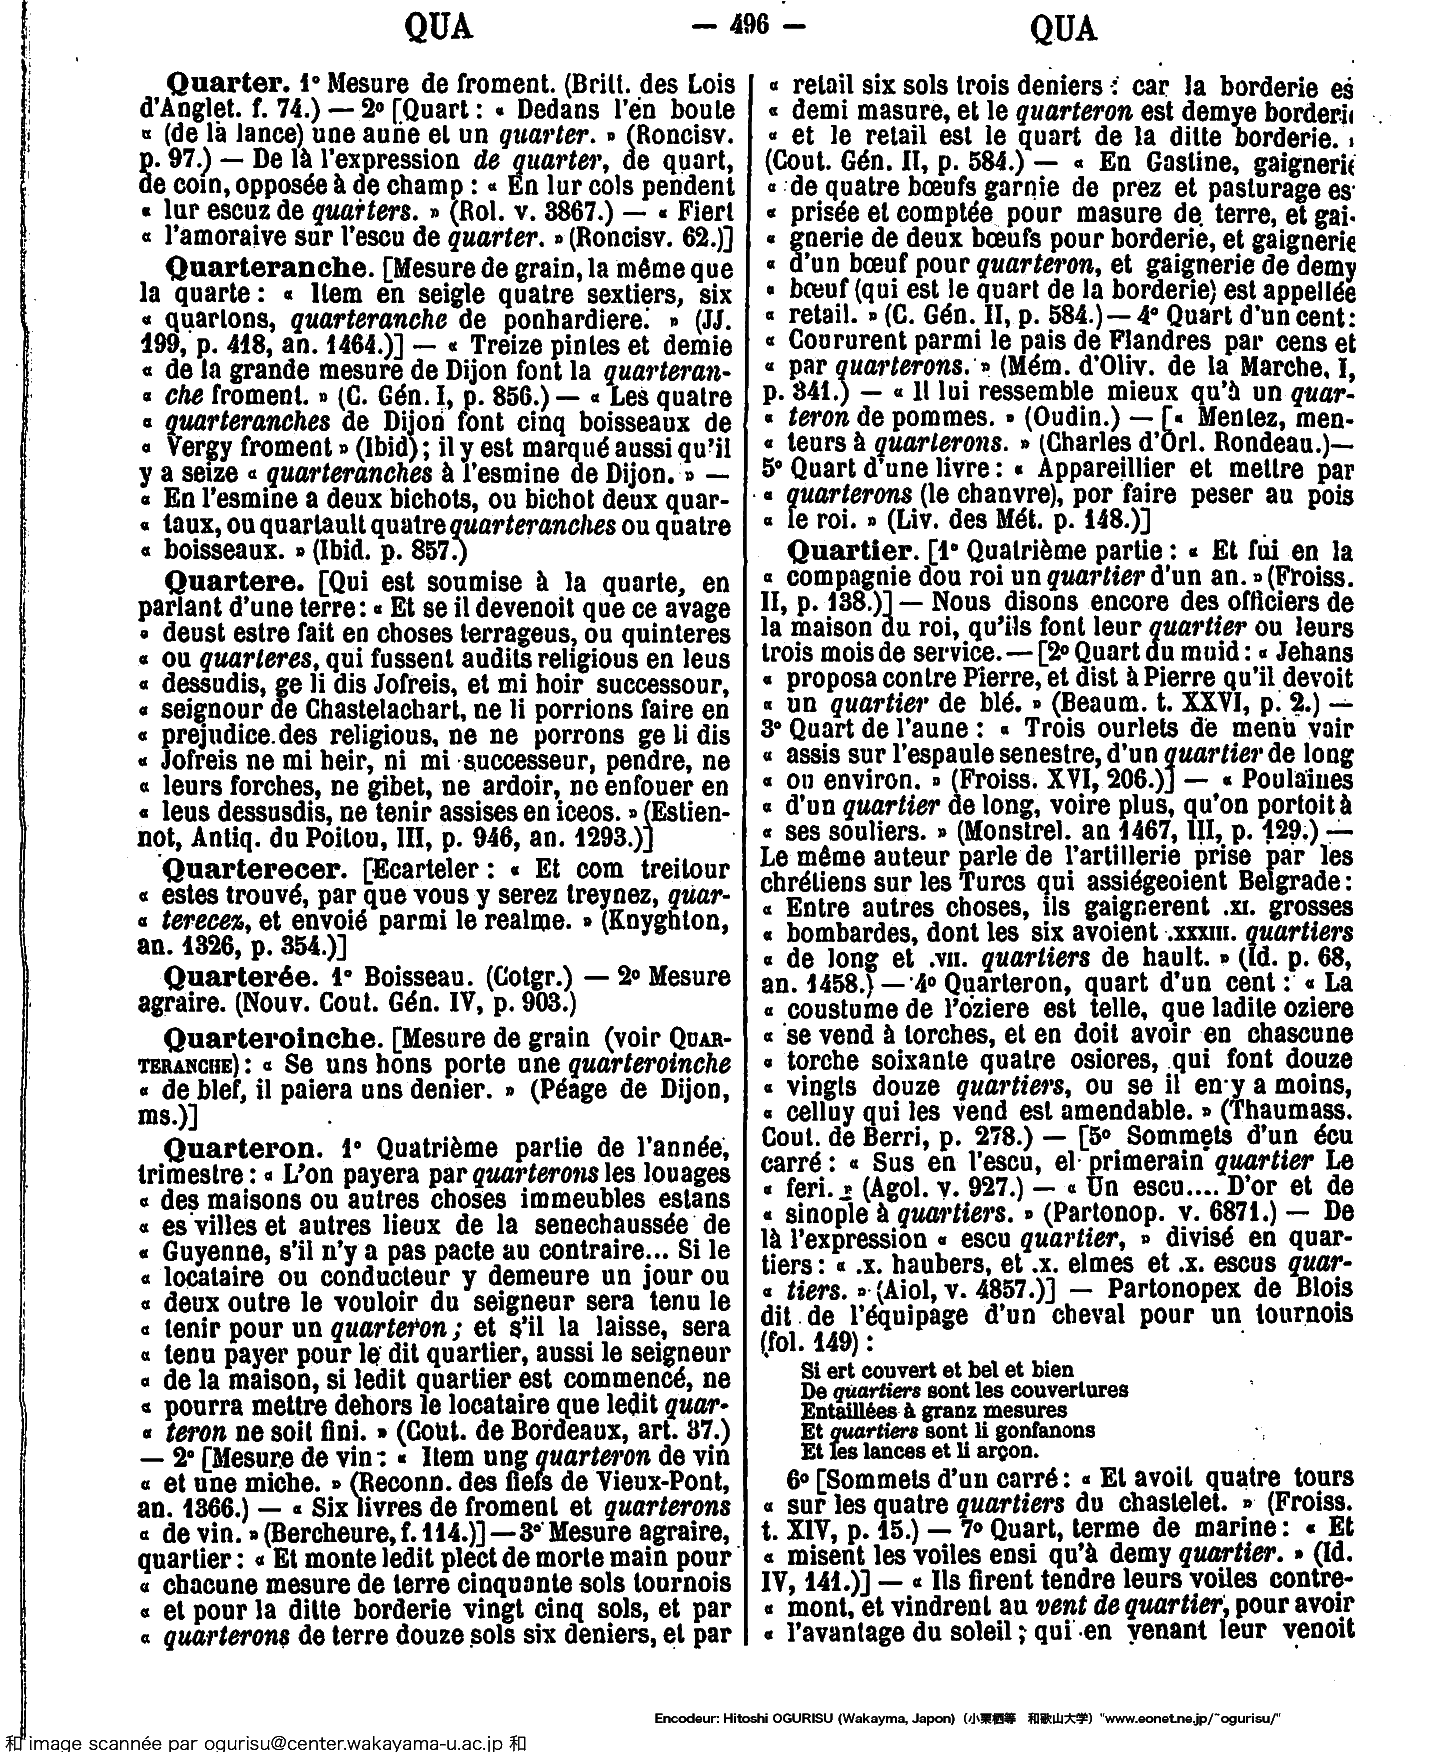 QUA — 496 — QUA
Quarter. 1º Mesure de froment. (Britt. des Lois
d'Anglet. f. 74.) — 2º [Quart : « Dedans l'en boute
« (de la lance) une aune et un quarter. » (Roncisv.
p. 97.) — De là l'expression de quarter, de quart,
de coin, opposée à de champ : « En lur cols pendent
« lur escuz de quarters. » (Rol. v. 3867.) — « Fiert
« l'amoraive sur l'escu de quarter. » (Roncisv. 62.)]
Quarteranche. [Mesure de grain, la même que
la quarte : « Item en seigle quatre sextiers, six
« quartons, quarteranche de ponhardiere. » (JJ.
199, p. 418, an. 1464.)] — « Treize pintes et demie
« de la grande mesure de Dijon font la quarteran-
« che froment. » (C. Gén. I, p. 856.) — « Les quatre
« quarteranches de Dijon font cinq boisseaux de
« Vergy froment » (Ibid) ; il y est marqué aussi qu'il
y a seize « quarteranches à l'esmine de Dijon. » —
« En l'esmine a deux bichots, ou bichot deux quar-
« taux, ou quartault quatre quarteranches ou quatre
« boisseaux. » (Ibid. p. 857.)
Quartere. [Qui est soumise à la quarte, en
parlant d'une terre : « Et se il devenoit que ce avage
« deust estre fait en choses terrageus, ou quinteres
« ou quarteres, qui fussent audits religious en leus
« dessudis, ge li dis Jofreis, et mi hoir successour,
« seignour de Chastelachart, ne li porrions faire en
« prejudice des religious, ne ne porrons ge li dis
« Jofreis ne mi heir, ni mi successeur, pendre, ne
« leurs forches, ne gibet, ne ardoir, ne enfouer en
« leus dessusdis, ne tenir assises en iceos. » (Estien-
not, Antiq. du Poitou, III, p. 946, an. 1293.)]
Quarterecer. [Ecarteler : « Et com treitour
« estes trouvé, par que vous y serez treynez, quar-
« terecez, et envoié parmi le realme. » (Knyghton,
an. 1326, p. 354.)]
Quarterée. 1º Boisseau. (Cotgr.) — 2º Mesure
agraire. (Nouv. Cout. Gén. IV, p. 903.)
Quarteroinche. [Mesure de grain (voir QUAR-
TERANCHE) : « Se uns hons porte une quarteroinche
« de blef, il paiera uns denier. » (Péage de Dijon,
ms.)]
Quarteron. 1º Quatrième partie de l'année,
trimestre : « L'on payera par quarterons les louages
« des maisons ou autres choses immeubles estans
« es villes et autres lieux de la senechaussée de
« Guyenne, s'il n'y a pas pacte au contraire... Si le
« locataire ou conducteur y demeure un jour ou
« deux outre le vouloir du seigneur sera tenu le
« tenir pour un quarteron ; et s'il la laisse, sera
« tenu payer pour le dit quartier, aussi le seigneur
« de la maison, si ledit quartier est commencé, ne
« pourra mettre dehors le locataire que ledit quar-
« teron ne soit fini. » (Cout. de Bordeaux, art. 37.)
— 2º [Mesure de vin : « Item ung quarteron de vin
« et une miche. » (Reconn. des fiefs de Vieux-Pont,
an. 1366.) — « Six livres de froment et quarterons
« de vin. » (Bercheure, f. 114.)] — 3º Mesure agraire,
quartier : « Et monte ledit plect de morte main pour
« chacune mesure de terre cinquante sols tournois
« et pour la ditte borderie vingt cinq sols, et par
« quarterons de terre douze sols six deniers, et par
« retail six sols trois deniers : car la borderie es
« demi masure, et le quarteron est demye borderie
« et le retail est le quart de la ditte borderie.
(Cout. Gén. II, p. 584.) — « En Gastine, gaignerie
« de quatre bœufs garnie de prez et pasturage es
« prisée et comptée pour masure de terre, et gai-
« gnerie de deux bœufs pour borderie, et gaignerie
« d'un bœuf pour quarteron, et gaignerie de demy
« bœuf (qui est le quart de la borderie) est appellée
« retail. » (C. Gén. II, p. 584.) — 4º Quart d'un cent :
« Coururent parmi le pais de Flandres par cens et
« par quarterons. » (Mém. d'Oliv. de la Marche, I,
p. 341.) — « Il lui ressemble mieux qu'à un quar-
« teron de pommes. » (Oudin.) — [« Mentez, men-
« teurs à quarterons. » (Charles d'Orl. Rondeau.)—
5º Quart d'une livre : « Appareillier et mettre par
« quarterons (le chanvre), por faire peser au pois
« le roi. » (Liv. des Mét. p. 148.)]
Quartier. [1º Quatrième partie : « Et fui en la
« compagnie dou roi un quartier d'un an. » (Froiss.
II, p. 138.)] — Nous disons encore des officiers de
la maison du roi, qu'ils font leur quartier ou leurs
trois mois de service. — [2º Quart du muid : « Jehans
« proposa contre Pierre, et dist à Pierre qu'il devoit
« un quartier de blé. » (Beaum. t. XXVI, p. 2.) —
3º Quart de l'aune : « Trois ourlets de menu vair
« assis sur l'espaule senestre, d'un quartier de long
« ou environ. » (Froiss. XVI, 206.)] — « Poulaines
« d'un quartier de long, voire plus, qu'on portoit à
« ses souliers. » (Monstrel. an 1467, III, p. 129.) —
Le même auteur parle de l'artillerie prise par les
chrétiens sur les Turcs qui assiégeoient Belgrade :
« Entre autres choses, ils gaignerent .XI. grosses
« bombardes, dont les six avoient .XXXIII. quartiers
« de long et .VII. quartiers de hault. » (Id. p. 68,
an. 1458.) — 4º Quarteron, quart d'un cent : « La
« coustume de l'oziere est telle, que ladite oziere
« se vend à torches, et en doit avoir en chascune
« torche soixante quatre osieres, qui font douze
« vingts douze quartiers, ou se il en y a moins,
« celluy qui les vend est amendable. » (Thaumass.
Cout. de Berri, p. 278.) — [5º Sommets d'un écu
carré : « Sus en l'escu, el primerain quartier Le
« feri. » (Agol. v. 927.) — « Un escu.... D'or et de
« sinople à quartiers. » (Partonop. v. 6871.) — De
là l'expression « escu quartier, » divisé en quar-
tiers : « .X. haubers, et .X. elmes et .X. escus quar-
« tiers. » (Aiol, v. 4857.)] — Partonopex de Blois
dit de l'équipage d'un cheval pour un tournois
(fol. 149) :
Si ert couvert et bel et bien
De quartiers sont les couvertures
Entaillées à granz mesures
Et quartiers sont li gonfanons
Et les lances et li arçon.
6º [Sommets d'un carré : « Et avoit quatre tours
« sur les quatre quartiers du chastelet. » (Froiss.
t. XIV, p. 15.) — 7º Quart, terme de marine : « Et
« misent les voiles ensi qu'à demy quartier. » (Id.
IV, 141.)] — « Ils firent tendre leurs voiles contre-
« mont, et vindrent au vent de quartier, pour avoir
« l'avantage du soleil ; qui en venant leur venoit
Encodeur: Hitoshi OGURISU (Wakayma, Japon) (小栗栖等 和歌山大学) "www.eonet.ne.jp/~ogurisu/"
和 image scannée par ogurisu@center.wakayama-u.ac.jp 和